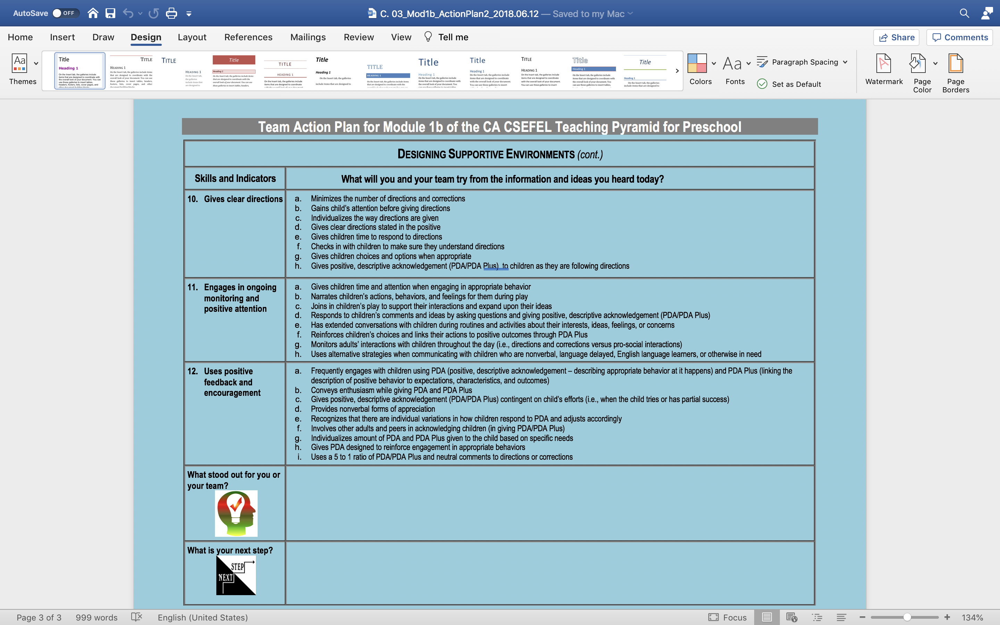 AutoSave OFF
C. 03_Mod1b_ActionPlan2_2018.06.12 — Saved to my Mac
Home Insert Draw Design Layout References Mailings Review View Tell me Share Comments
Aa Themes
Title Heading 1
TITLE HEADING 1
TITLE HEADING 1
Title Heading 1
TITLE HEADING 1
Title Heading 1
TITLE HEADING 1
Title Heading 1
Title Heading 1
TITLE HEADING 1
Title Heading 1
Title Heading 1
Colors
Aa Fonts
Paragraph Spacing
Set as Default
Watermark
Page Color
Page Borders
Team Action Plan for Module 1b of the CA CSEFEL Teaching Pyramid for Preschool
DESIGNING SUPPORTIVE ENVIRONMENTS (cont.)
Skills and Indicators
What will you and your team try from the information and ideas you heard today?
10. Gives clear directions
a. Minimizes the number of directions and corrections
b. Gains child’s attention before giving directions
c. Individualizes the way directions are given
d. Gives clear directions stated in the positive
e. Gives children time to respond to directions
f. Checks in with children to make sure they understand directions
g. Gives children choices and options when appropriate
h. Gives positive, descriptive acknowledgement (PDA/PDA Plus) to children as they are following directions
11. Engages in ongoing
monitoring and
positive attention
a. Gives children time and attention when engaging in appropriate behavior
b. Narrates children’s actions, behaviors, and feelings for them during play
c. Joins in children’s play to support their interactions and expand upon their ideas
d. Responds to children’s comments and ideas by asking questions and giving positive, descriptive acknowledgement (PDA/PDA Plus)
e. Has extended conversations with children during routines and activities about their interests, ideas, feelings, or concerns
f. Reinforces children’s choices and links their actions to positive outcomes through PDA Plus
g. Monitors adults’ interactions with children throughout the day (i.e., directions and corrections versus pro-social interactions)
h. Uses alternative strategies when communicating with children who are nonverbal, language delayed, English language learners, or otherwise in need
12. Uses positive
feedback and
encouragement
a. Frequently engages with children using PDA (positive, descriptive acknowledgement – describing appropriate behavior at it happens) and PDA Plus (linking the
description of positive behavior to expectations, characteristics, and outcomes)
b. Conveys enthusiasm while giving PDA and PDA Plus
c. Gives positive, descriptive acknowledgement (PDA/PDA Plus) contingent on child’s efforts (i.e., when the child tries or has partial success)
d. Provides nonverbal forms of appreciation
e. Recognizes that there are individual variations in how children respond to PDA and adjusts accordingly
f. Involves other adults and peers in acknowledging children (in giving PDA/PDA Plus)
g. Individualizes amount of PDA and PDA Plus given to the child based on specific needs
h. Gives PDA designed to reinforce engagement in appropriate behaviors
i. Uses a 5 to 1 ratio of PDA/PDA Plus and neutral comments to directions or corrections
What stood out for you or
your team?
What is your next step?
STEP
NEXT
Page 3 of 3 999 words English (United States) Focus 134%